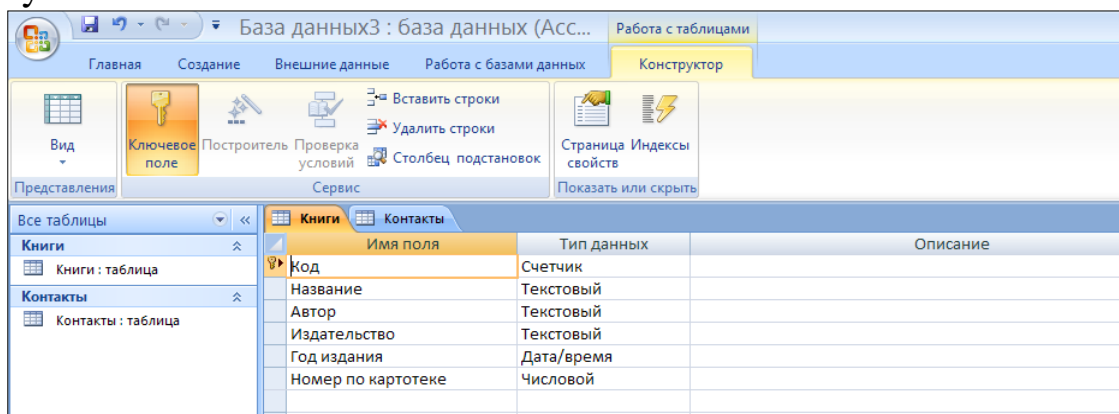 База данных3 : база данных (Acc...
Работа с таблицами
Главная Создание Внешние данные Работа с базами данных Конструктор
Вид
Ключевое поле
Построитель
Проверка условий
Вставить строки
Удалить строки
Столбец подстановок
Страница свойств
Индексы
Представления Сервис Показать или скрыть
Все таблицы
Книги
Книги : таблица
Контакты
Контакты : таблица
Книги Контакты
Имя поля Тип данных Описание
Код Счетчик
Название Текстовый
Автор Текстовый
Издательство Текстовый
Год издания Дата/время
Номер по картотеке Числовой